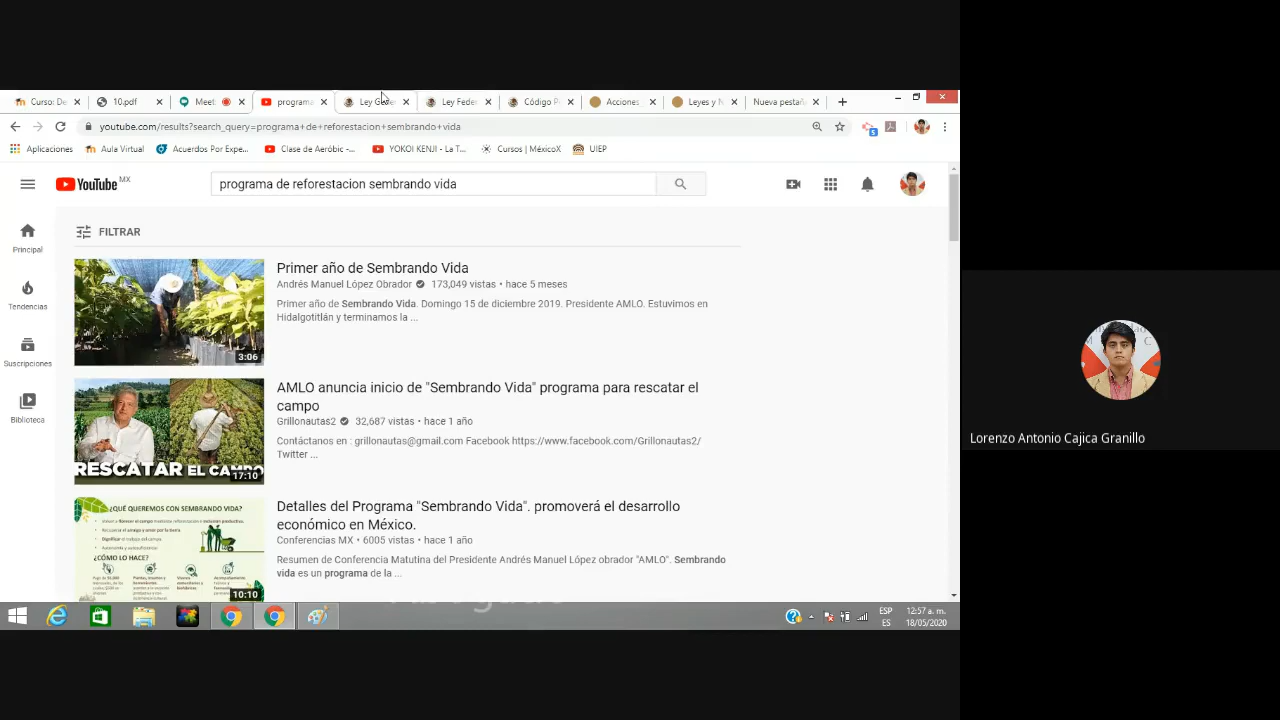 Curso: De
10.pdf
Meet:
programa
Ley Gener
Ley Feder
Código P
Acciones
Leyes y N
Nueva pestañ
youtube.com/results?search_query=programa+de+reforestacion+sembrando+vida
5
Aplicaciones
Aula Virtual
Acuerdos Por Expe...
Clase de Aeróbic -...
YOKOI KENJI - La T...
Cursos | MéxicoX
UIEP
YouTube MX
programa de reforestacion sembrando vida
Principal
Tendencias
Suscripciones
Biblioteca
FILTRAR
3:06
Primer año de Sembrando Vida
Andrés Manuel López Obrador 173,049 vistas • hace 5 meses
Primer año de Sembrando Vida. Domingo 15 de diciembre 2019. Presidente AMLO. Estuvimos en
Hidalgotitlán y terminamos la ...
RESCATAR EL CAMPO
17:10
AMLO anuncia inicio de "Sembrando Vida" programa para rescatar el
campo
Grillonautas2 32,687 vistas • hace 1 año
Contáctanos en : grillonautas@gmail.com Facebook https://www.facebook.com/Grillonautas2/
Twitter ...
¿QUÉ QUEREMOS CON SEMBRANDO VIDA?
¿CÓMO LO HACE?
10:10
Detalles del Programa "Sembrando Vida". promoverá el desarrollo
económico en México.
Conferencias MX • 6005 vistas • hace 1 año
Resumen de Conferencia Matutina del Presidente Andrés Manuel López obrador "AMLO". Sembrando
vida es un programa de la ...
ESP
ES
12:57 a. m.
18/05/2020
Lorenzo Antonio Cajica Granillo